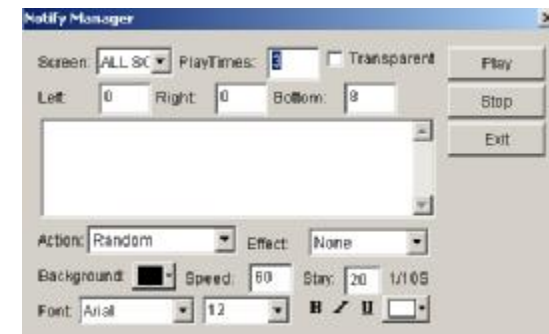 Notify Manager
Screen: ALL SC PlayTimes: 3 Transparent Play
Left: 0 Right: 0 Bottom: 8 Stop
Exit
Action: Random Effect: None
Background: Speed: 60 Stay: 20 1/10S
Font: Arial 12 B I U